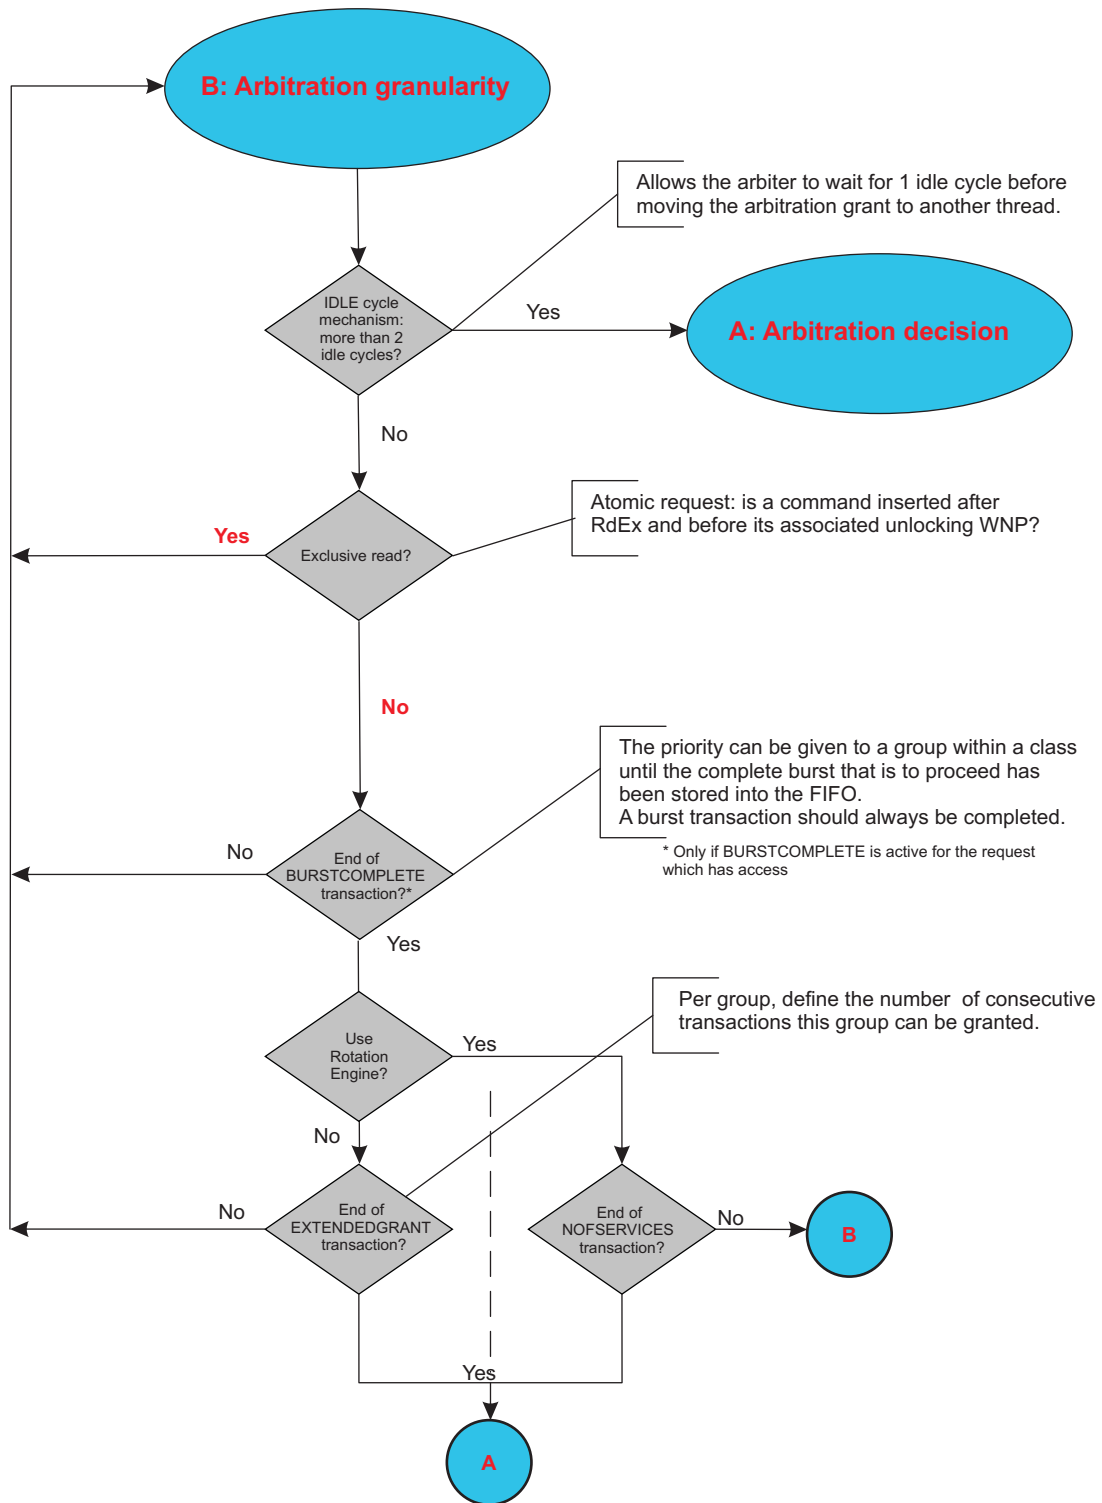 B: Arbitration granularity
Allows the arbiter to wait for 1 idle cycle before
moving the arbitration grant to another thread.
IDLE cycle
mechanism:
more than 2
idle cycles?
Yes
A: Arbitration decision
No
Atomic request: is a command inserted after
RdEx and before its associated unlocking WNP?
Yes
Exclusive read?
No
The priority can be given to a group within a class
until the complete burst that is to proceed has
been stored into the FIFO.
A burst transaction should always be completed.
* Only if BURSTCOMPLETE is active for the request
which has access
No
End of
BURSTCOMPLETE
transaction?*
Yes
Per group, define the number of consecutive
transactions this group can be granted.
Use
Rotation
Engine?
Yes
No
No
End of
EXTENDEDGRANT
transaction?
End of
NOFSERVICES
transaction?
No
B
Yes
A